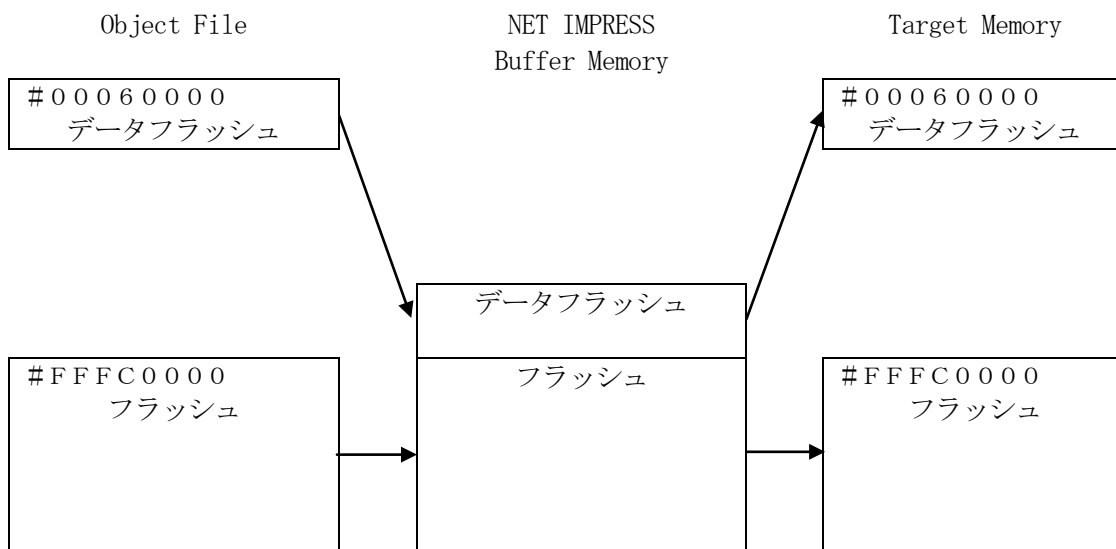 Object File
NET IMPRESS
Buffer Memory
Target Memory
#00060000
データフラッシュ
#00060000
データフラッシュ
データフラッシュ
#FFFC0000
フラッシュ
フラッシュ
#FFFC0000
フラッシュ